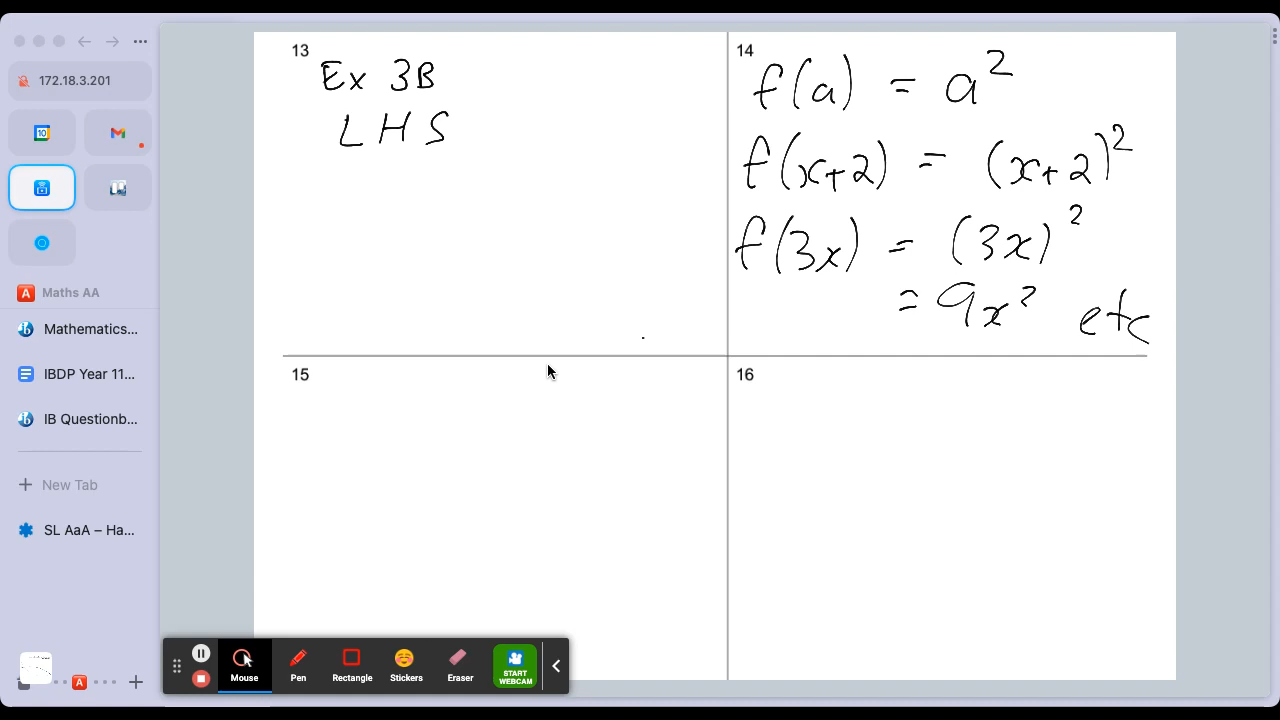 172.18.3.201
10
Maths AA
Mathematics...
IBDP Year 11...
IB Questionb...
New Tab
SL AaA – Ha...
13
Ex 3B
LHS
14
f(a) = a²
f(x+2) = (x+2)²
f(3x) = (3x)²
= 9x² etc
15
16
Mouse
Pen
Rectangle
Stickers
Eraser
START
WEBCAM